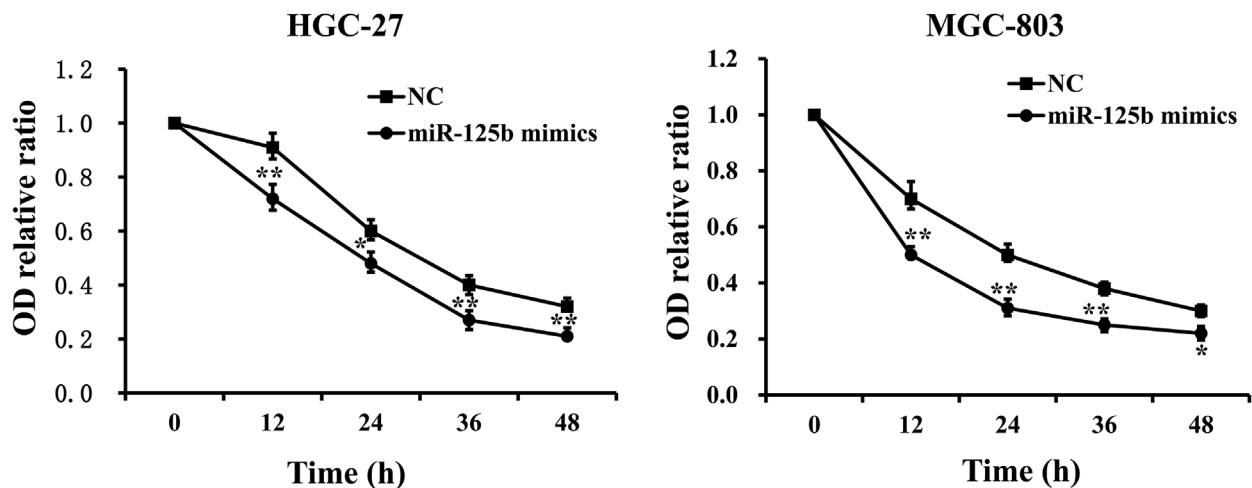 HGC-27
OD relative ratio
1.2
1.0
0.8
0.6
0.4
0.2
0.0
NC
miR-125b mimics
**
*
**
**
0 12 24 36 48
Time (h)
MGC-803
OD relative ratio
1.2
1.0
0.8
0.6
0.4
0.2
0.0
NC
miR-125b mimics
**
**
**
*
0 12 24 36 48
Time (h)